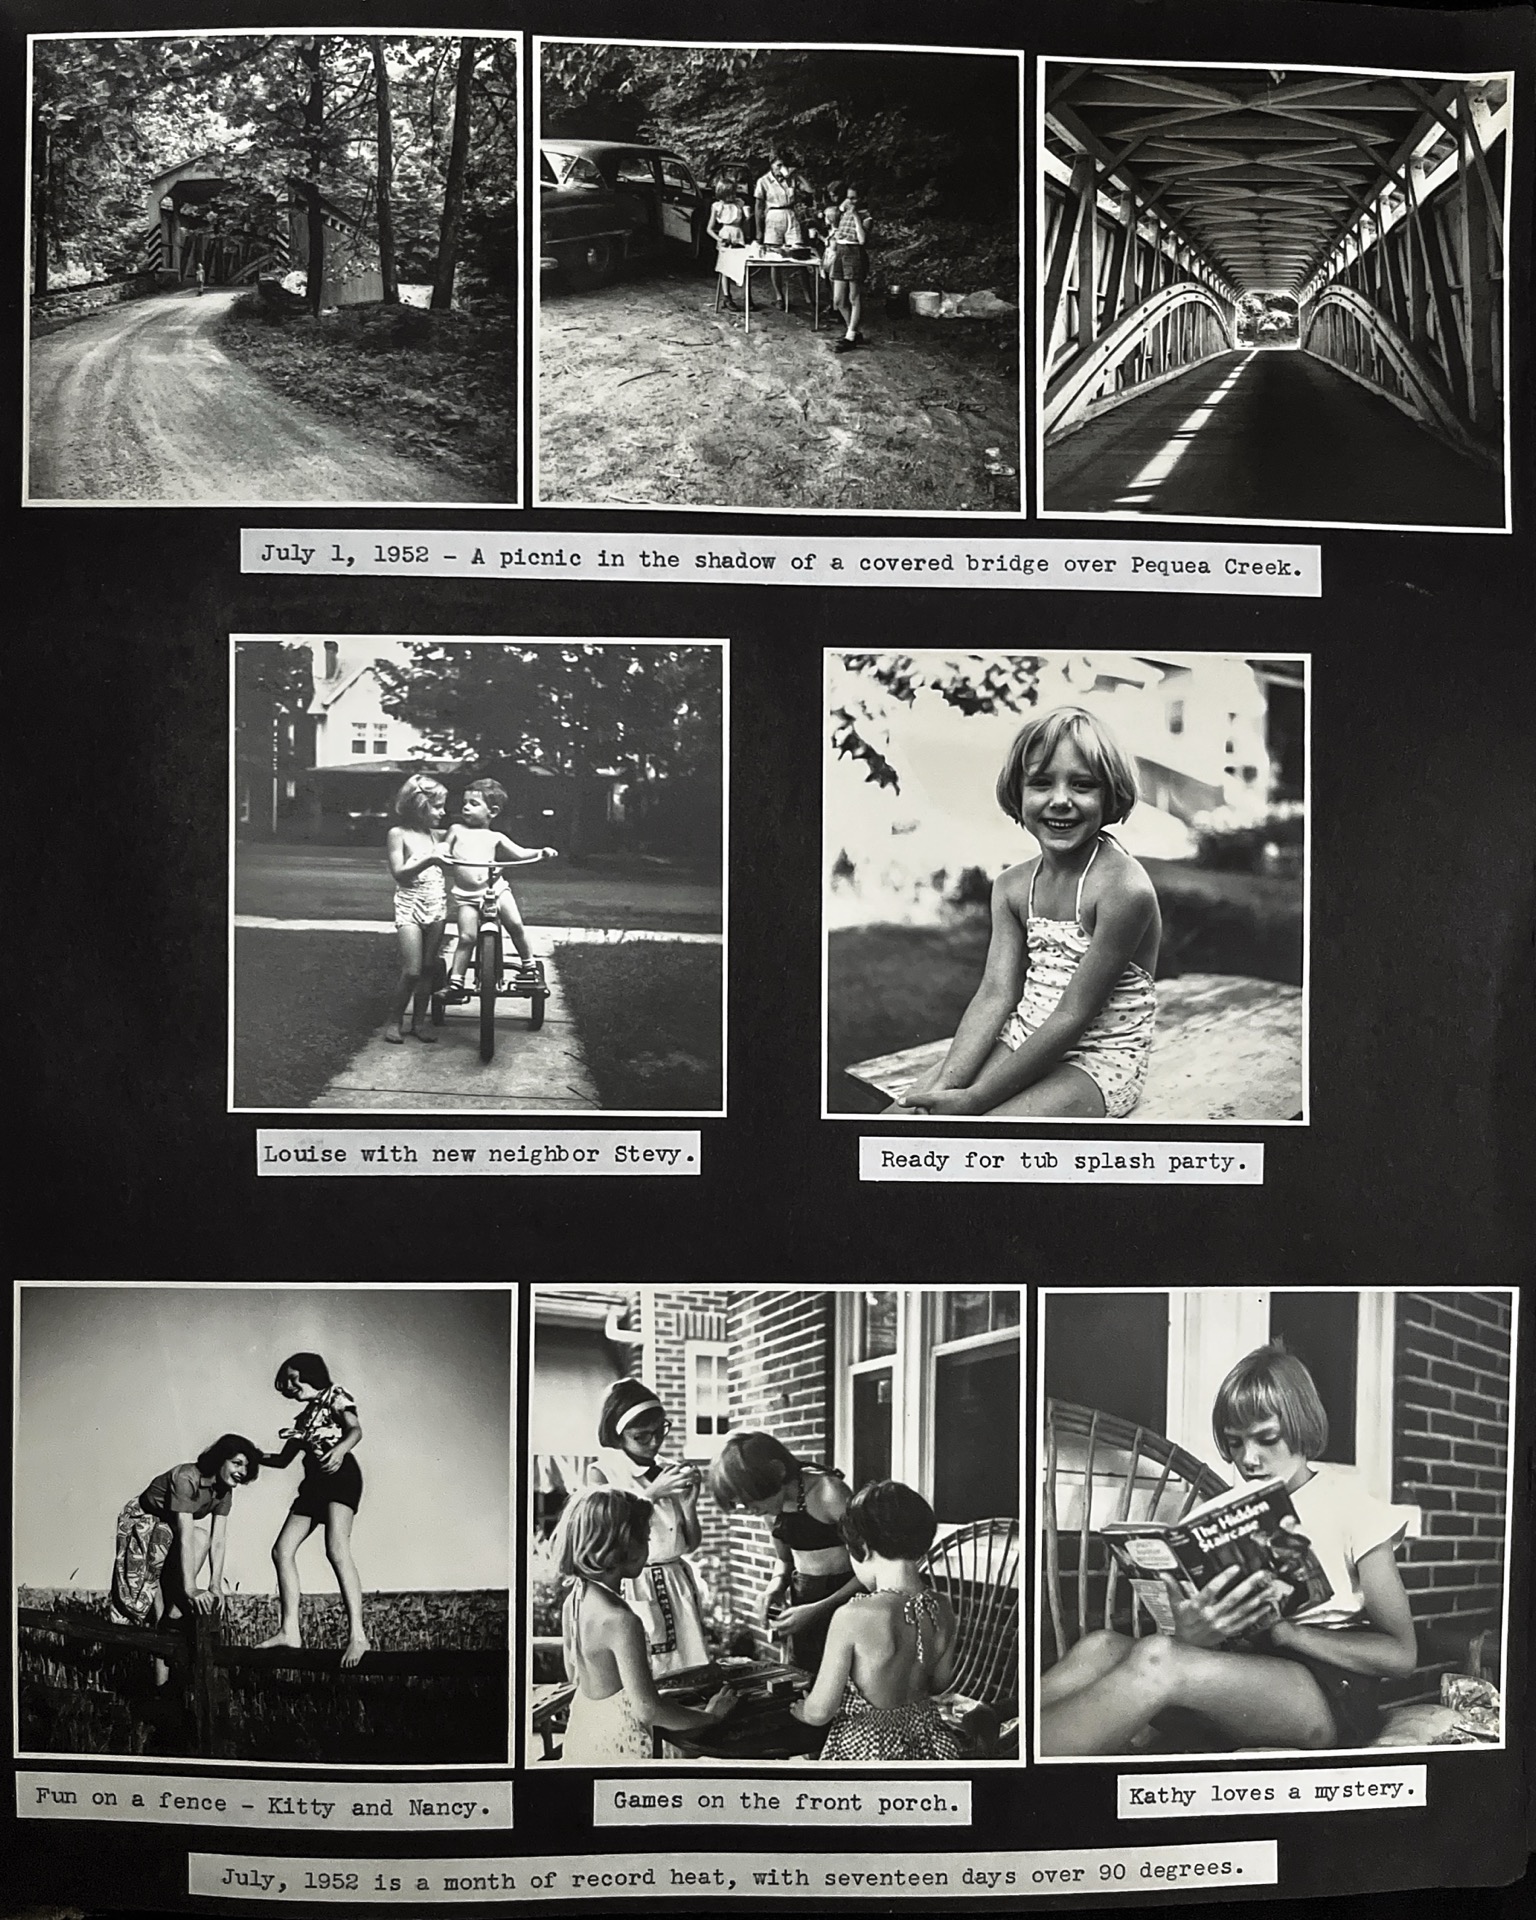 July 1, 1952 - A picnic in the shadow of a covered bridge over Pequea Creek.
Louise with new neighbor Stevy.
Ready for tub splash party.
The Hidden
Staircase
Fun on a fence - Kitty and Nancy.
Games on the front porch.
Kathy loves a mystery.
July, 1952 is a month of record heat, with seventeen days over 90 degrees.